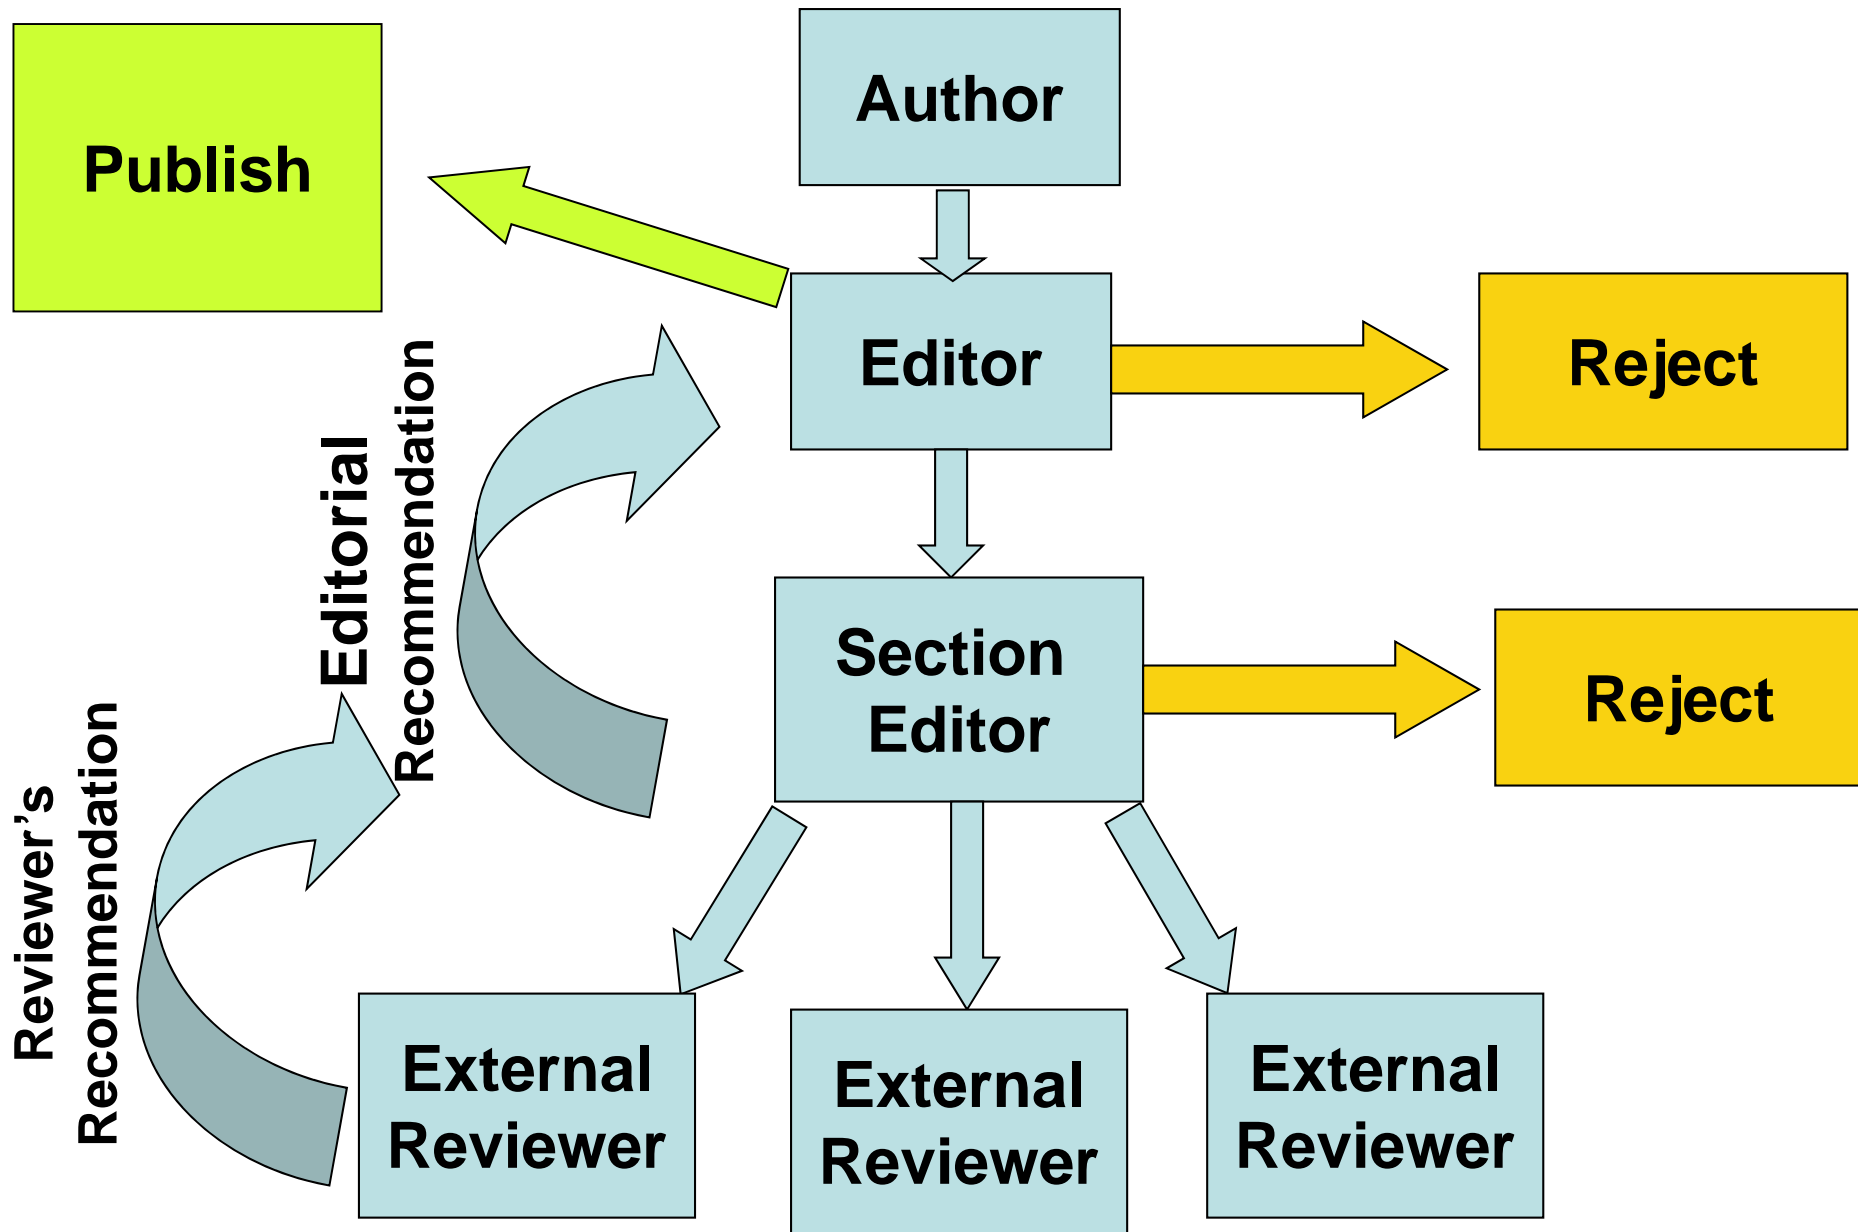 Author
Publish
Editor
Reject
Editorial
Recommendation
Section
Editor
Reject
Reviewer’s
Recommendation
External
Reviewer
External
Reviewer
External
Reviewer